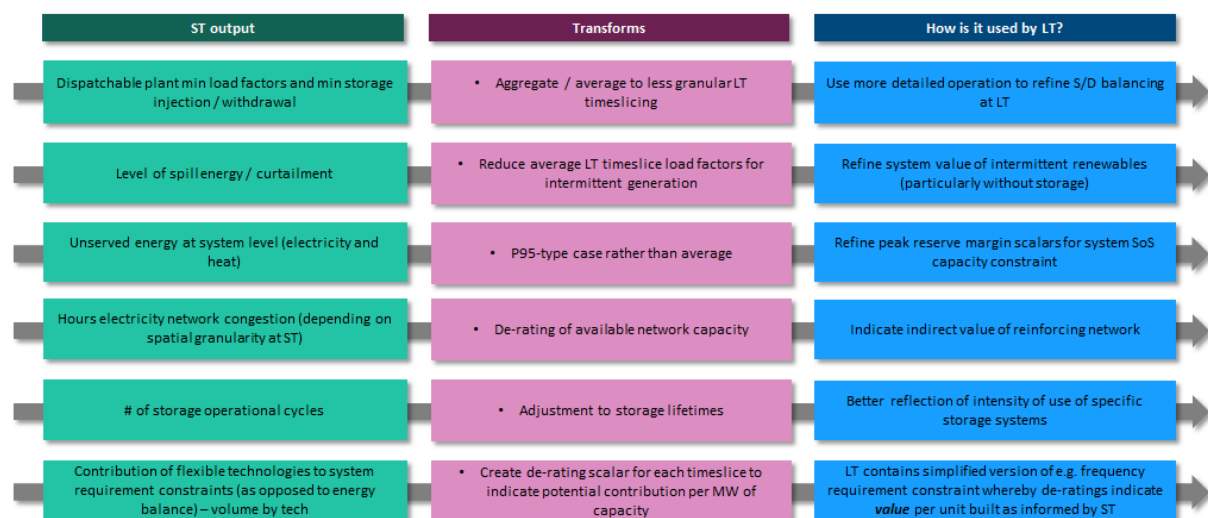 ST output
Transforms
How is it used by LT?
Dispatchable plant min load factors and min storage
injection / withdrawal
• Aggregate / average to less granular LT
timeslicing
Use more detailed operation to refine S/D balancing
at LT
Level of spill energy / curtailment
• Reduce average LT timeslice load factors for
intermittent generation
Refine system value of intermittent renewables
(particularly without storage)
Unserved energy at system level (electricity and
heat)
• P95-type case rather than average
Refine peak reserve margin scalars for system SoS
capacity constraint
Hours electricity network congestion (depending on
spatial granularity at ST)
• De-rating of available network capacity
Indicate indirect value of reinforcing network
# of storage operational cycles
• Adjustment to storage lifetimes
Better reflection of intensity of use of specific
storage systems
Contribution of flexible technologies to system
requirement constraints (as opposed to energy
balance) – volume by tech
• Create de-rating scalar for each timeslice to
indicate potential contribution per MW of
capacity
LT contains simplified version of e.g. frequency
requirement constraint whereby de-ratings indicate
value per unit built as informed by ST